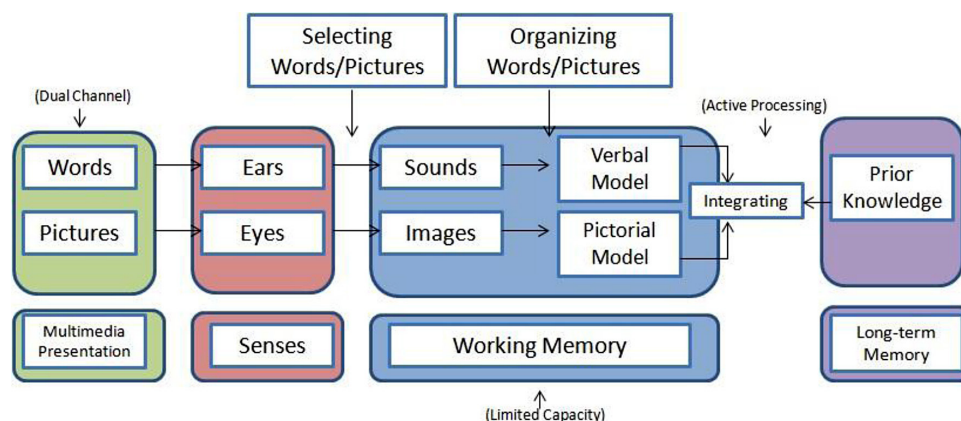 Selecting
Words/Pictures
Organizing
Words/Pictures
(Dual Channel)
(Active Processing)
Words
Ears
Sounds
Verbal
Model
Integrating
Prior
Knowledge
Pictures
Eyes
Images
Pictorial
Model
Multimedia
Presentation
Senses
Working Memory
Long-term
Memory
(Limited Capacity)